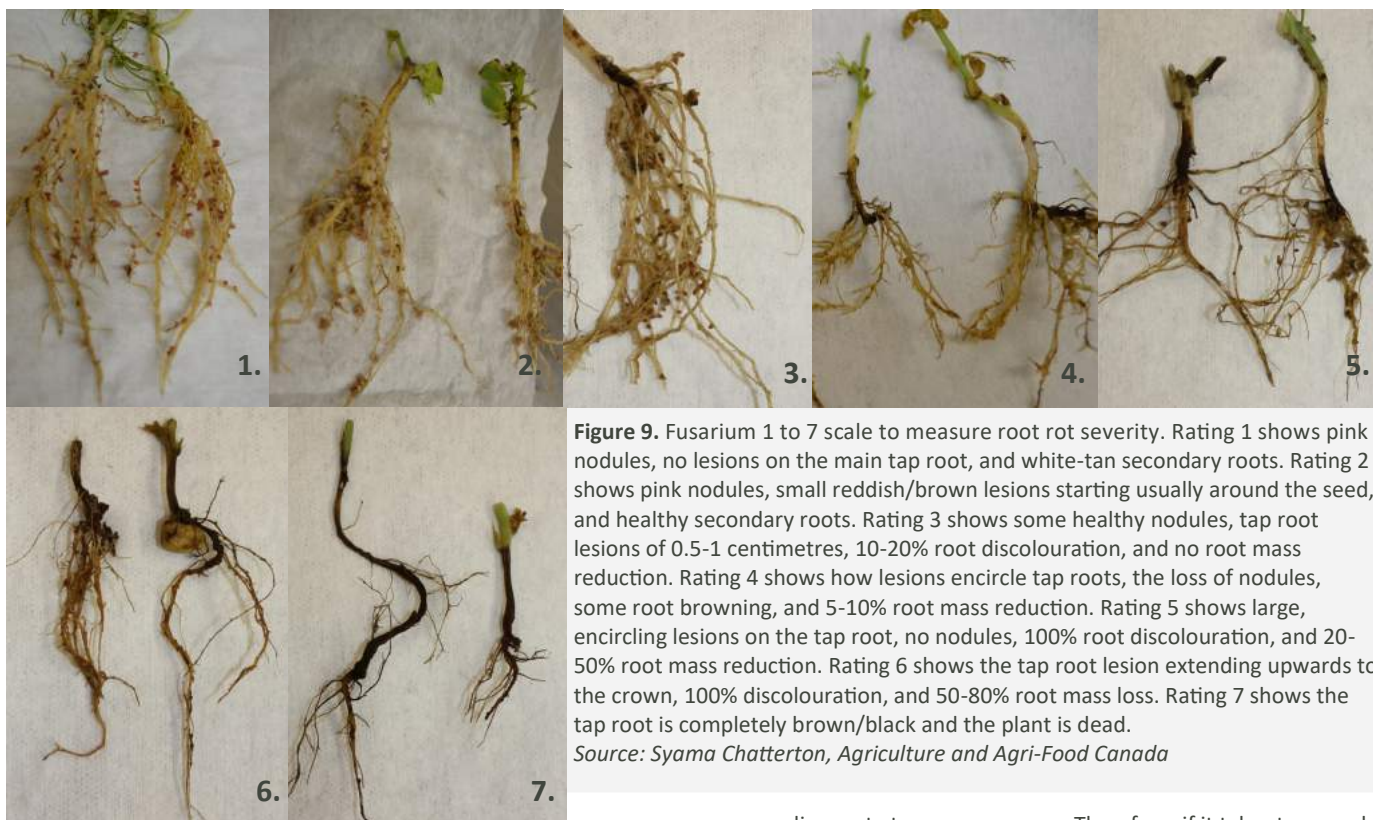 1.
2.
3.
4.
5.
6.
7.
Figure 9. Fusarium 1 to 7 scale to measure root rot severity. Rating 1 shows pink
nodules, no lesions on the main tap root, and white-tan secondary roots. Rating 2
shows pink nodules, small reddish/brown lesions starting usually around the seed,
and healthy secondary roots. Rating 3 shows some healthy nodules, tap root
lesions of 0.5-1 centimetres, 10-20% root discolouration, and no root mass
reduction. Rating 4 shows how lesions encircle tap roots, the loss of nodules,
some root browning, and 5-10% root mass reduction. Rating 5 shows large,
encircling lesions on the tap root, no nodules, 100% root discolouration, and 20-
50% root mass reduction. Rating 6 shows the tap root lesion extending upwards to
the crown, 100% discolouration, and 50-80% root mass loss. Rating 7 shows the
tap root is completely brown/black and the plant is dead.
Source: Syama Chatterton, Agriculture and Agri-Food Canada